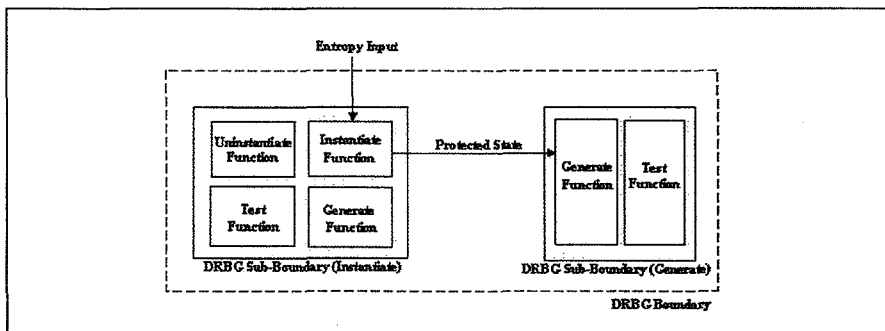 Entropy Input
Uninstantiate
Function
Instantiate
Function
Protected State
Generate
Function
Test
Function
Test
Function
Generate
Function
DRBG Sub-Boundary (Instantiate)
DRBG Sub-Boundary (Generate)
DRBG Boundary